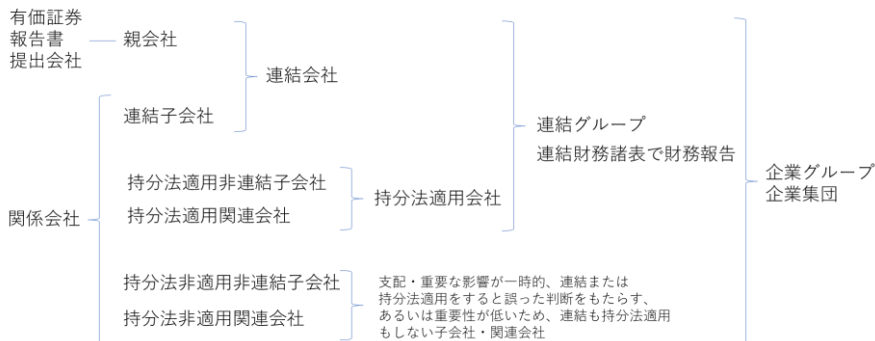 有価証券
報告書
提出会社
親会社
連結会社
連結子会社
連結グループ
連結財務諸表で財務報告
企業グループ
企業集団
持分法適用非連結子会社
持分法適用関連会社
持分法適用会社
関係会社
持分法非適用非連結子会社
持分法非適用関連会社
支配・重要な影響が一時的、連結または
持分法適用をすると誤った判断をもたらす、
あるいは重要性が低いため、連結も持分法適用
もしない子会社・関連会社